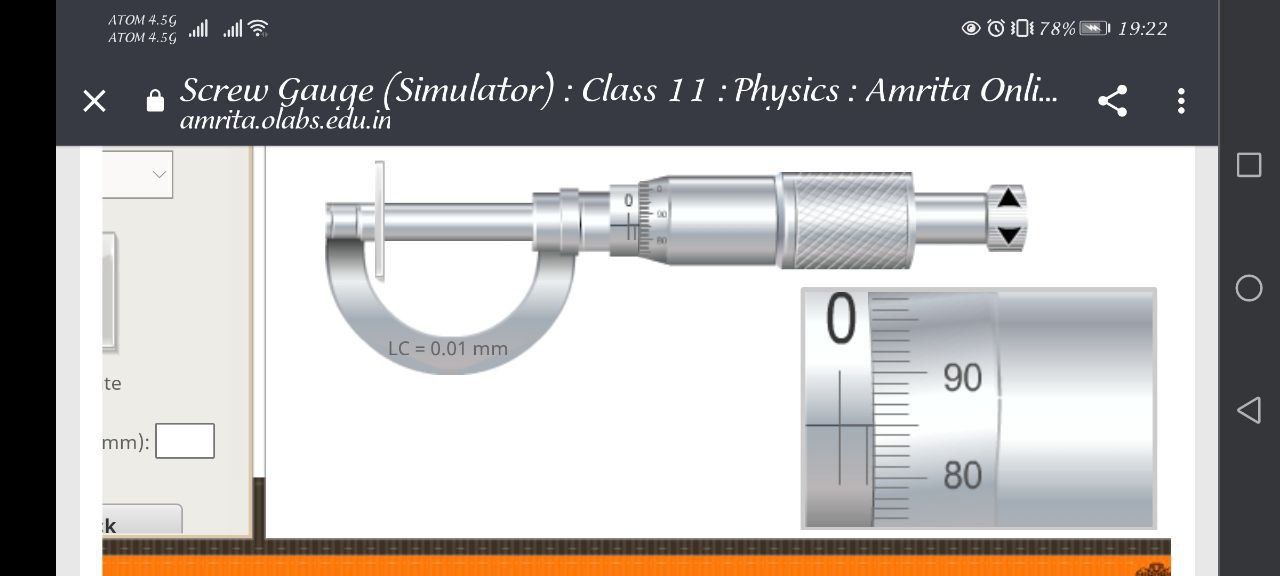 ATOM 4.5G
ATOM 4.5G
78% 19:22
Screw Gauge (Simulator) : Class 11 : Physics : Amrita Onli...
amrita.olabs.edu.in
0
0
90
80
LC = 0.01 mm
0
90
80
te
mm):
k